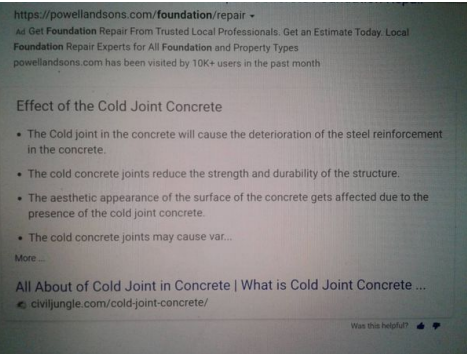 https://powellandsons.com/foundation/repair
Ad Get Foundation Repair From Trusted Local Professionals. Get an Estimate Today. Local
Foundation Repair Experts for All Foundation and Property Types
powellandsons.com has been visited by 10K+ users in the past month
Effect of the Cold Joint Concrete
• The Cold joint in the concrete will cause the deterioration of the steel reinforcement
in the concrete.
• The cold concrete joints reduce the strength and durability of the structure.
• The aesthetic appearance of the surface of the concrete gets affected due to the
presence of the cold joint concrete.
• The cold concrete joints may cause var...
More ...
All About of Cold Joint in Concrete | What is Cold Joint Concrete ...
civiljungle.com/cold-joint-concrete/
Was this helpful?